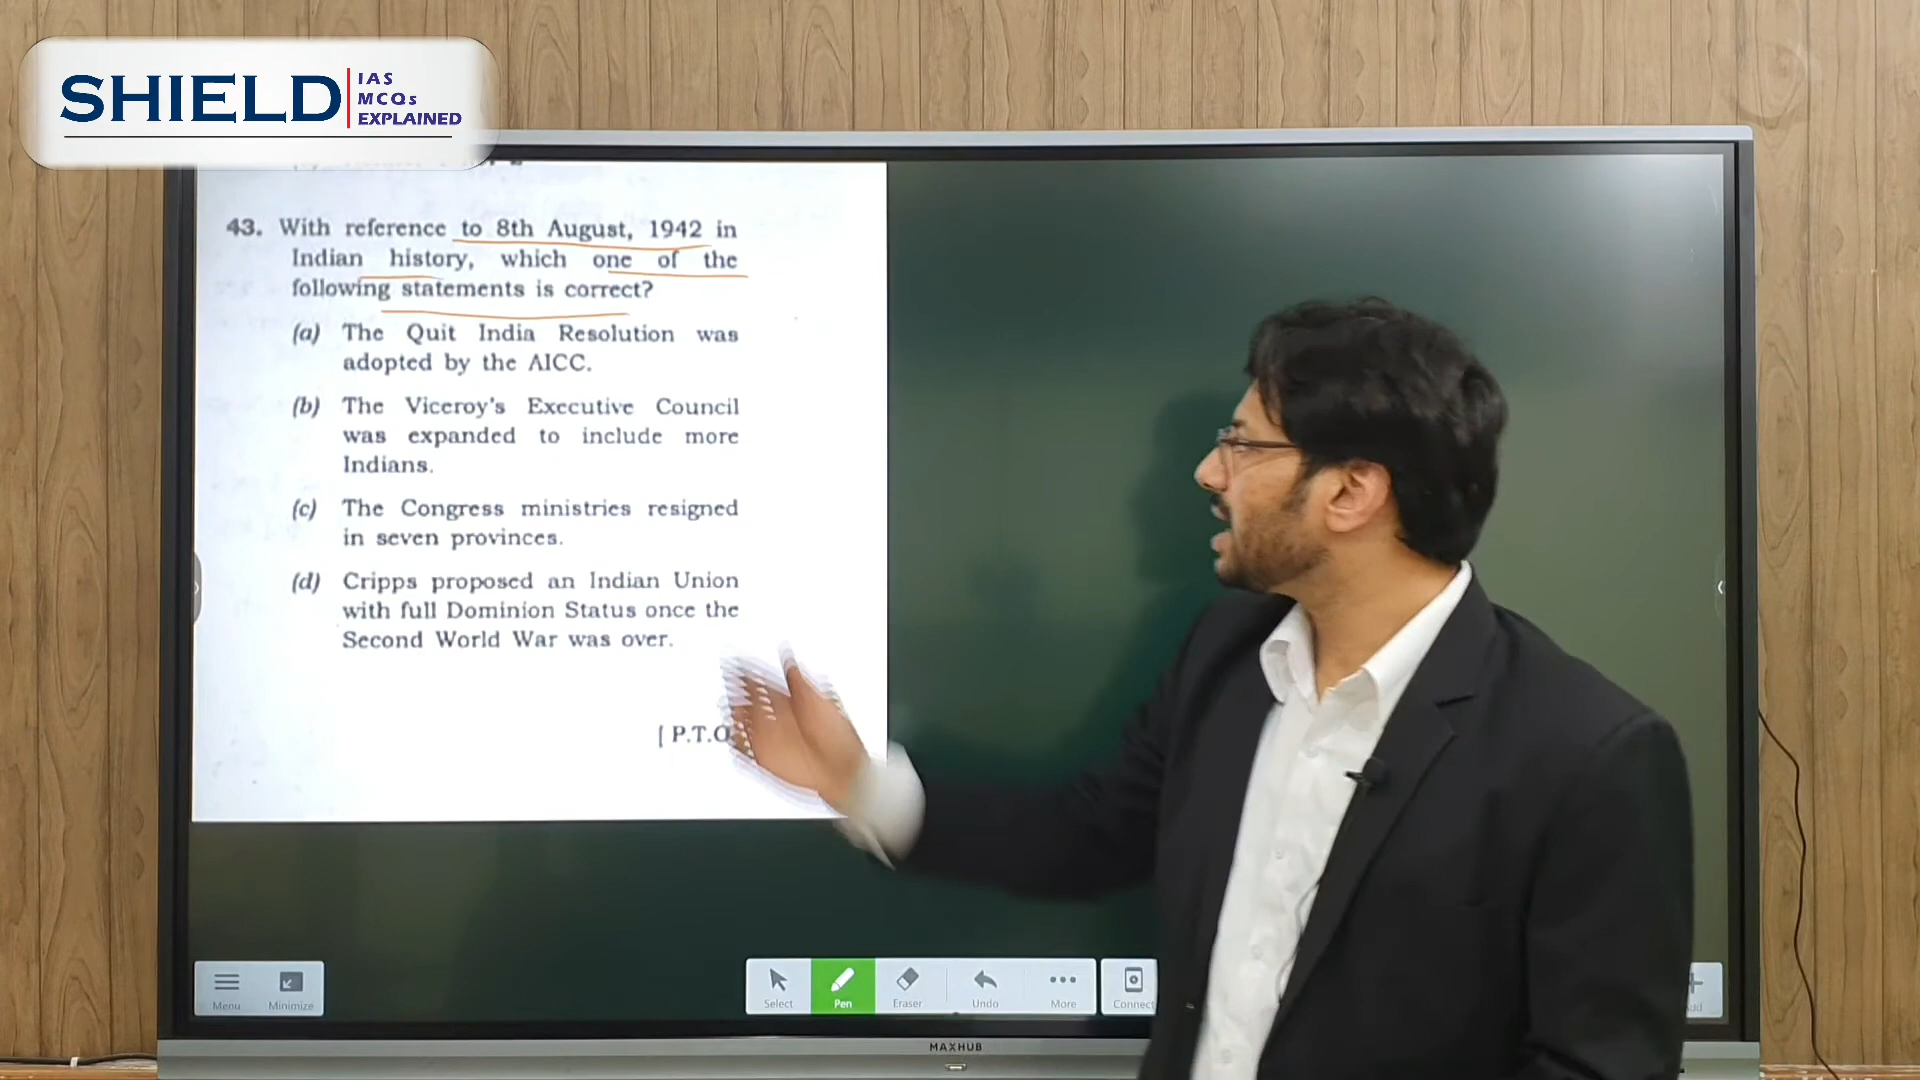 SHIELD
IAS
MCQs
EXPLAINED
43. With reference to 8th August, 1942 in
Indian history, which one of the
following statements is correct?
(a) The Quit India Resolution was
adopted by the AICC.
(b) The Viceroy's Executive Council
was expanded to include more
Indians.
(c) The Congress ministries resigned
in seven provinces.
(d) Cripps proposed an Indian Union
with full Dominion Status once the
Second World War was over.
[ P.T.O
Menu
Minimize
Select
Pen
Eraser
Undo
More
Connect
MAXHUB